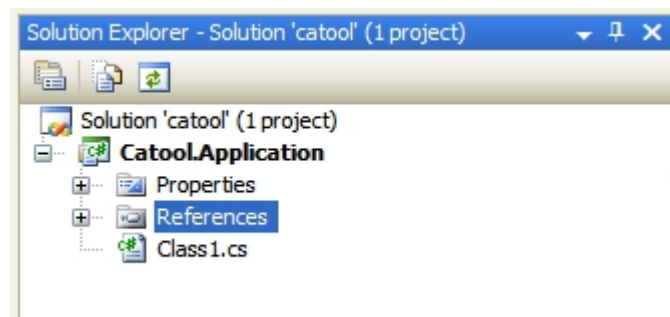 Solution Explorer - Solution 'catool' (1 project)
Solution 'catool' (1 project)
C#
Catool.Application
Properties
References
C#
Class1.cs